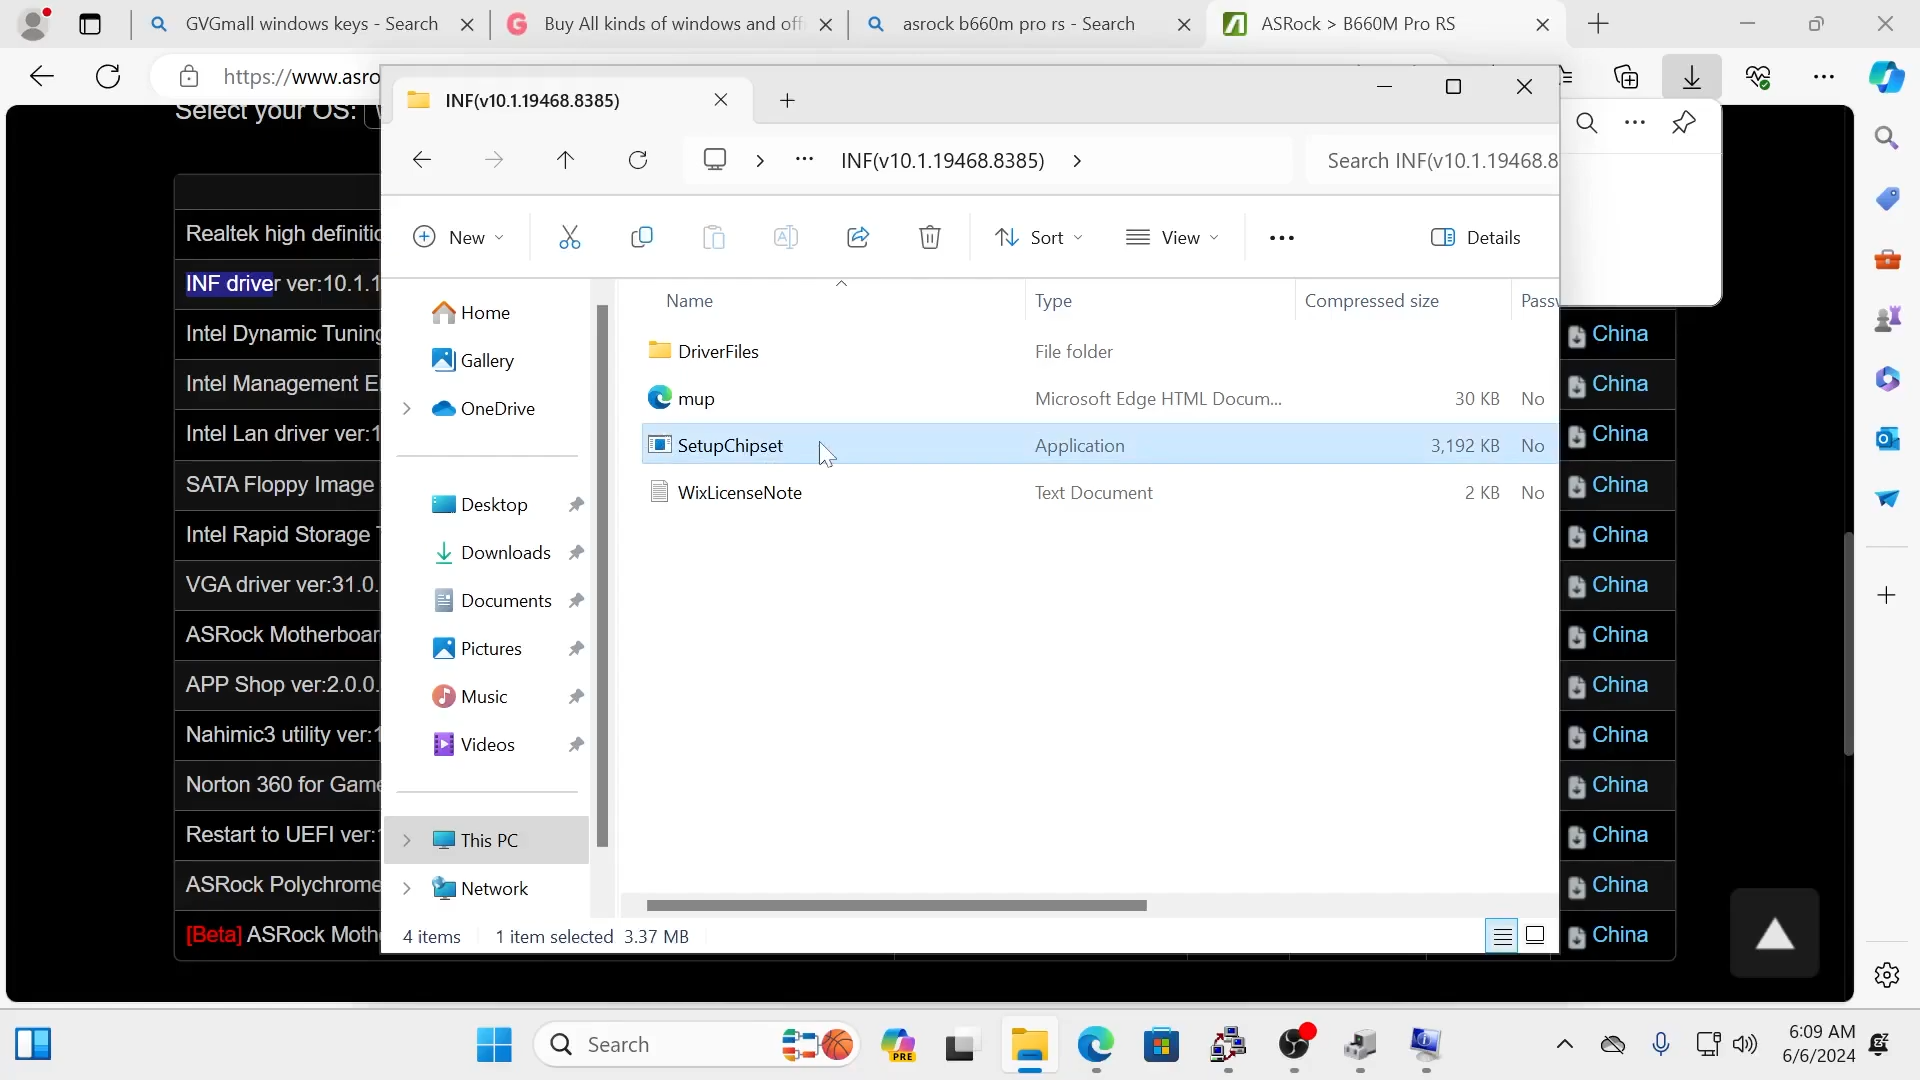 GVGmall windows keys - Search
Buy All kinds of windows and off
asrock b660m pro rs - Search
ASRock > B660M Pro RS
https://www.asro
INF(v10.1.19468.8385)
Select your OS:
INF(v10.1.19468.8385)
Search INF(v10.1.19468.8
New
Sort
View
Details
Realtek high definitio
INF driver ver:10.1.1
Intel Dynamic Tuning
Intel Management E
Intel Lan driver ver:1
SATA Floppy Image
Intel Rapid Storage T
VGA driver ver:31.0.
ASRock Motherboar
APP Shop ver:2.0.0.
Nahimic3 utility ver:1
Norton 360 for Game
Restart to UEFI ver:1
ASRock Polychrome
[Beta] ASRock Moth
Home
Gallery
OneDrive
Desktop
Downloads
Documents
Pictures
Music
Videos
This PC
Network
Name Type Compressed size Passw
DriverFiles File folder
mup Microsoft Edge HTML Docum... 30 KB No
SetupChipset Application 3,192 KB No
WixLicenseNote Text Document 2 KB No
4 items 1 item selected 3.37 MB
China
China
China
China
China
China
China
China
China
China
China
China
China
Search
PRE
6:09 AM
6/6/2024